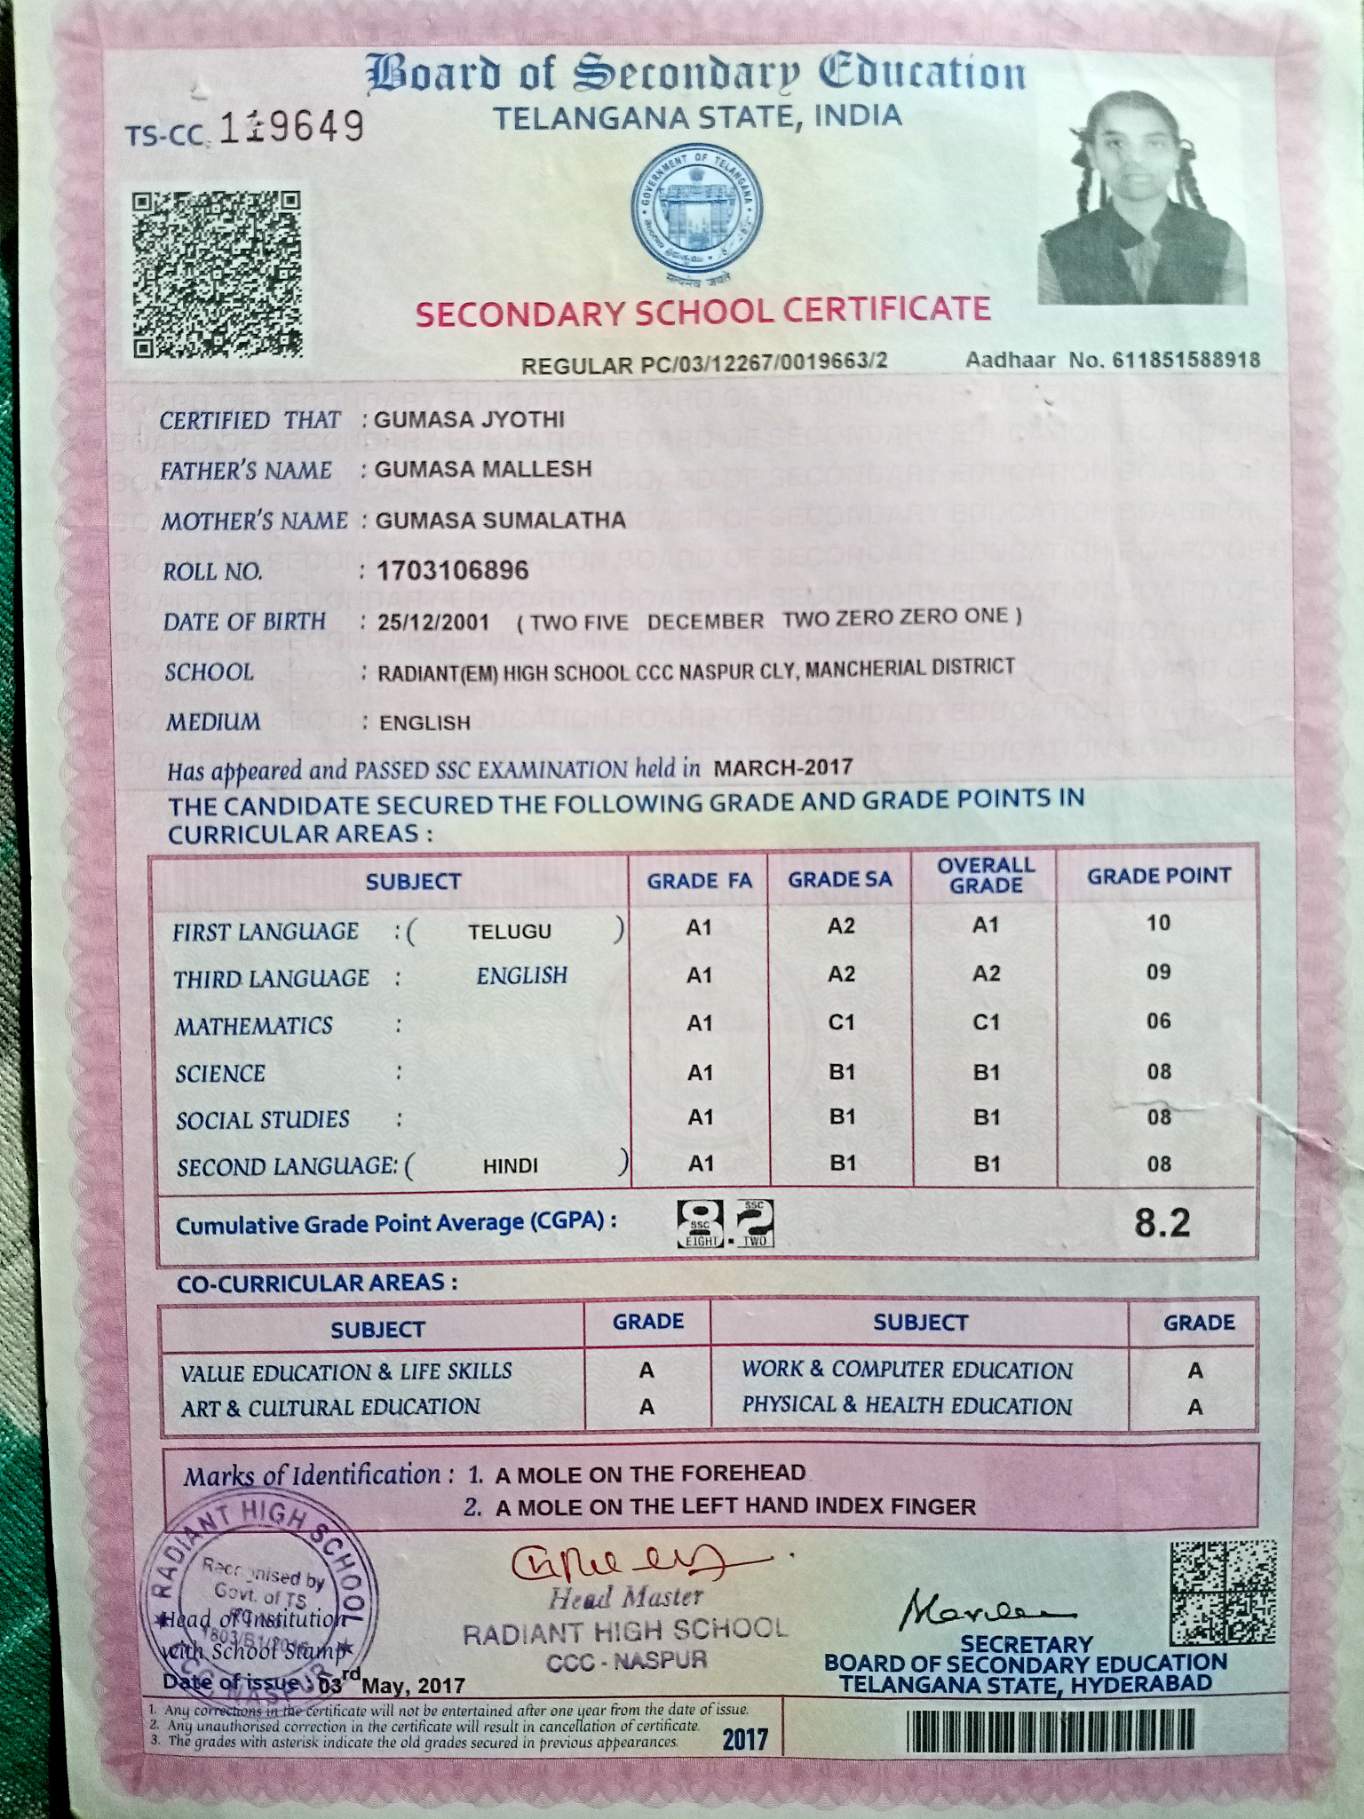 Board of Secondary Education
TELANGANA STATE, INDIA
TS-CC 119649
GOVERNMENT OF TELANGANA
सत्यमेव जयते
SECONDARY SCHOOL CERTIFICATE
REGULAR PC/03/12267/0019663/2 Aadhaar No. 611851588918
CERTIFIED THAT : GUMASA JYOTHI
FATHER'S NAME : GUMASA MALLESH
MOTHER'S NAME : GUMASA SUMALATHA
ROLL NO. : 1703106896
DATE OF BIRTH : 25/12/2001 ( TWO FIVE DECEMBER TWO ZERO ZERO ONE )
SCHOOL : RADIANT(EM) HIGH SCHOOL CCC NASPUR CLY, MANCHERIAL DISTRICT
MEDIUM : ENGLISH
Has appeared and PASSED SSC EXAMINATION held in MARCH-2017
THE CANDIDATE SECURED THE FOLLOWING GRADE AND GRADE POINTS IN
CURRICULAR AREAS :
SUBJECT GRADE FA GRADE SA OVERALL GRADE GRADE POINT
FIRST LANGUAGE : ( TELUGU ) A1 A2 A1 10
THIRD LANGUAGE : ENGLISH A1 A2 A2 09
MATHEMATICS : A1 C1 C1 06
SCIENCE : A1 B1 B1 08
SOCIAL STUDIES : A1 B1 B1 08
SECOND LANGUAGE: ( HINDI ) A1 B1 B1 08
Cumulative Grade Point Average (CGPA) : 8 SSC EIGHT . 2 SSC TWO 8.2
CO-CURRICULAR AREAS :
SUBJECT GRADE SUBJECT GRADE
VALUE EDUCATION & LIFE SKILLS A WORK & COMPUTER EDUCATION A
ART & CULTURAL EDUCATION A PHYSICAL & HEALTH EDUCATION A
Marks of Identification : 1. A MOLE ON THE FOREHEAD
2. A MOLE ON THE LEFT HAND INDEX FINGER
RADIANT HIGH SCHOOL
Recognised by
Govt. of TS
CCC NASPUR
Head of Institution
with School Stamp
Head Master
RADIANT HIGH SCHOOL
CCC - NASPUR
SECRETARY
BOARD OF SECONDARY EDUCATION
TELANGANA STATE, HYDERABAD
Date of issue : 03rd May, 2017
1. Any corrections in the certificate will not be entertained after one year from the date of issue.
2. Any unauthorised correction in the certificate will result in cancellation of certificate.
3. The grades with asterisk indicate the old grades secured in previous appearances.
2017